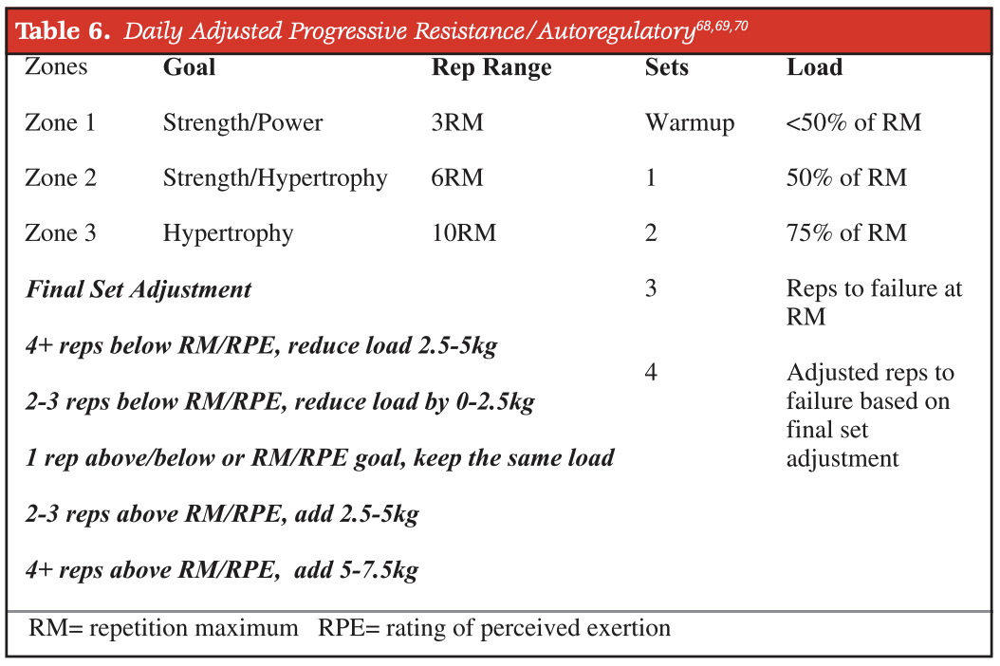 Table 6. Daily Adjusted Progressive Resistance/Autoregulatory68,69,70
Zones Goal Rep Range Sets Load
Zone 1 Strength/Power 3RM Warmup <50% of RM
Zone 2 Strength/Hypertrophy 6RM 1 50% of RM
Zone 3 Hypertrophy 10RM 2 75% of RM
Final Set Adjustment 3 Reps to failure at
RM
4+ reps below RM/RPE, reduce load 2.5-5kg
4 Adjusted reps to
2-3 reps below RM/RPE, reduce load by 0-2.5kg
failure based on
final set
1 rep above/below or RM/RPE goal, keep the same load
adjustment
2-3 reps above RM/RPE, add 2.5-5kg
4+ reps above RM/RPE, add 5-7.5kg
RM= repetition maximum RPE= rating of perceived exertion